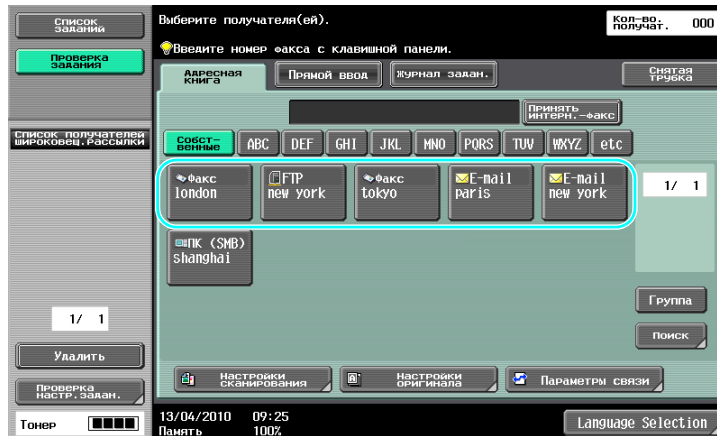 Список
заданий
Проверка
задания
Список получателей
широковещ.рассылки
1/ 1
Удалить
Проверка
настр.задан.
Тонер
Выберите получателя(ей).
Кол-во.
получат. 000
Введите номер факса с клавишной панели.
Адресная
книга
Прямой ввод
Журнал задан.
Снятая
трубка
Принять
интерн.-факс
Собст-
венные
ABC DEF GHI JKL MNO PQRS TUV WXYZ etc
Факс
london
FTP
new york
Факс
tokyo
E-mail
paris
E-mail
new york
1/ 1
ПК (SMB)
shanghai
Группа
Поиск
Настройки
сканирования
Настройки
оригинала
Параметры связи
13/04/2010 09:25
Память 100%
Language Selection